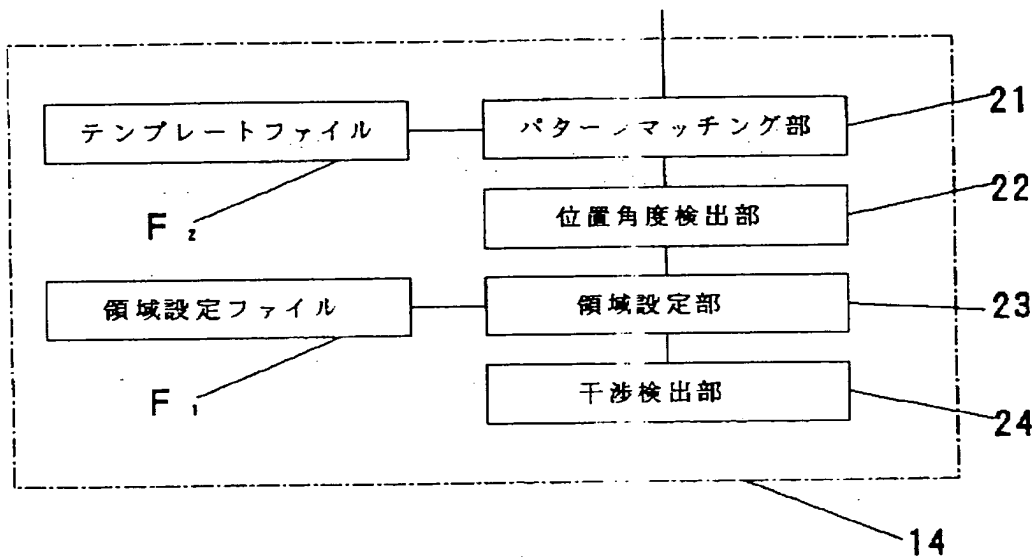 テンプレートファイル
パターンマッチング部
21
F2
位置角度検出部
22
領域設定ファイル
領域設定部
23
F1
干渉検出部
24
14